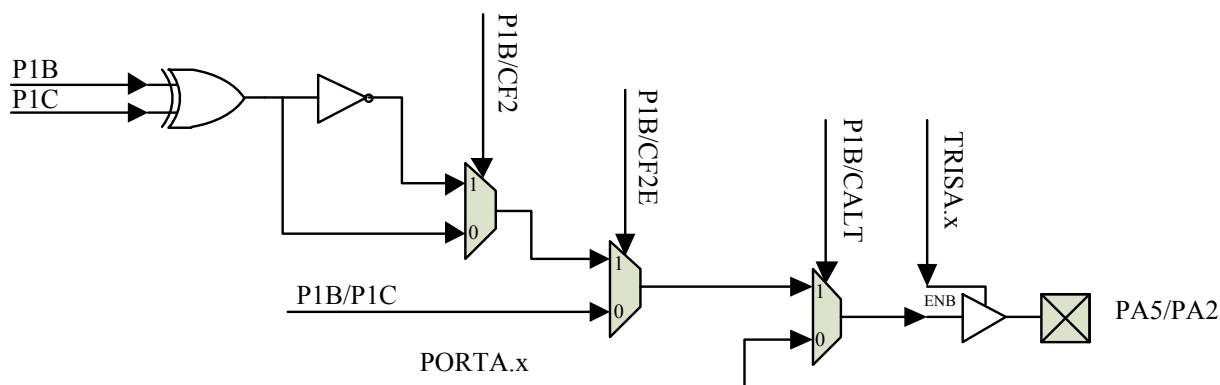 P1B
P1C
P1B/CF2
P1B/CF2E
P1B/CALT
TRISA.x
1
0
1
0
P1B/P1C
1
0
ENB
PA5/PA2
PORTA.x